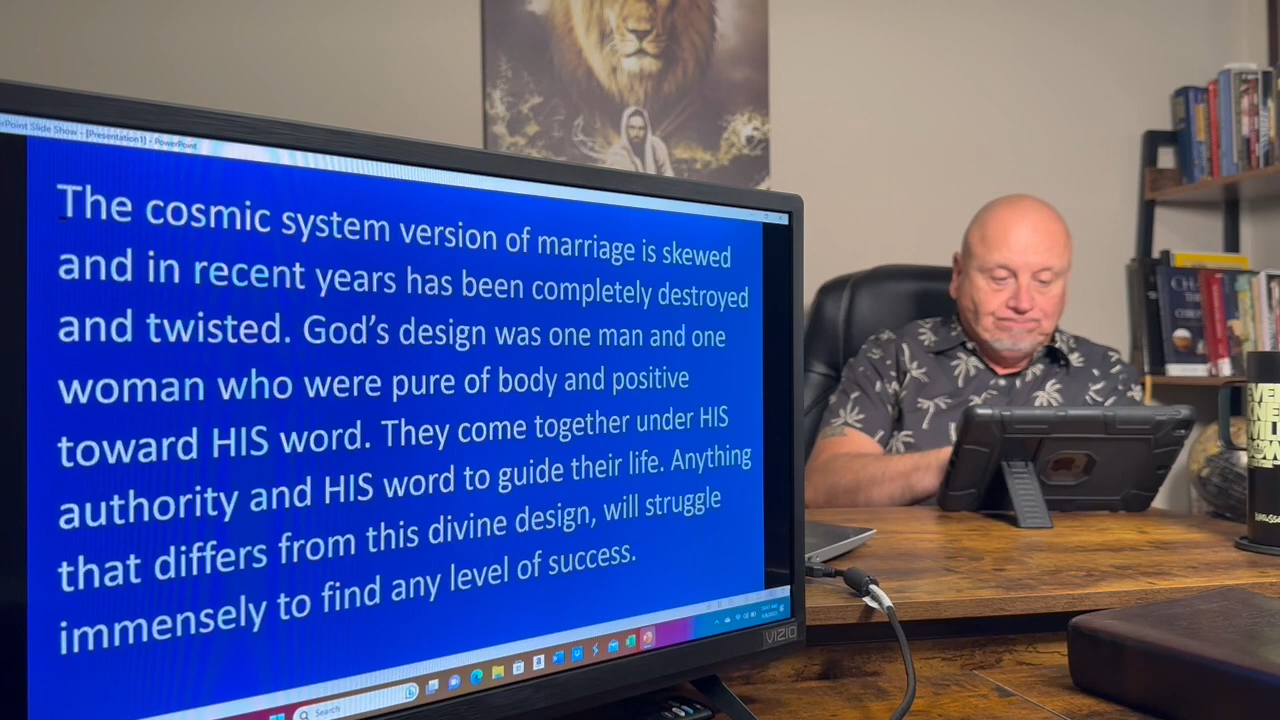 PowerPoint Slide Show - [Presentation1] - PowerPoint
The cosmic system version of marriage is skewed
and in recent years has been completely destroyed
and twisted. God's design was one man and one
woman who were pure of body and positive
toward HIS word. They come together under HIS
authority and HIS word to guide their life. Anything
that differs from this divine design, will struggle
immensely to find any level of success.
Search
VIZIO